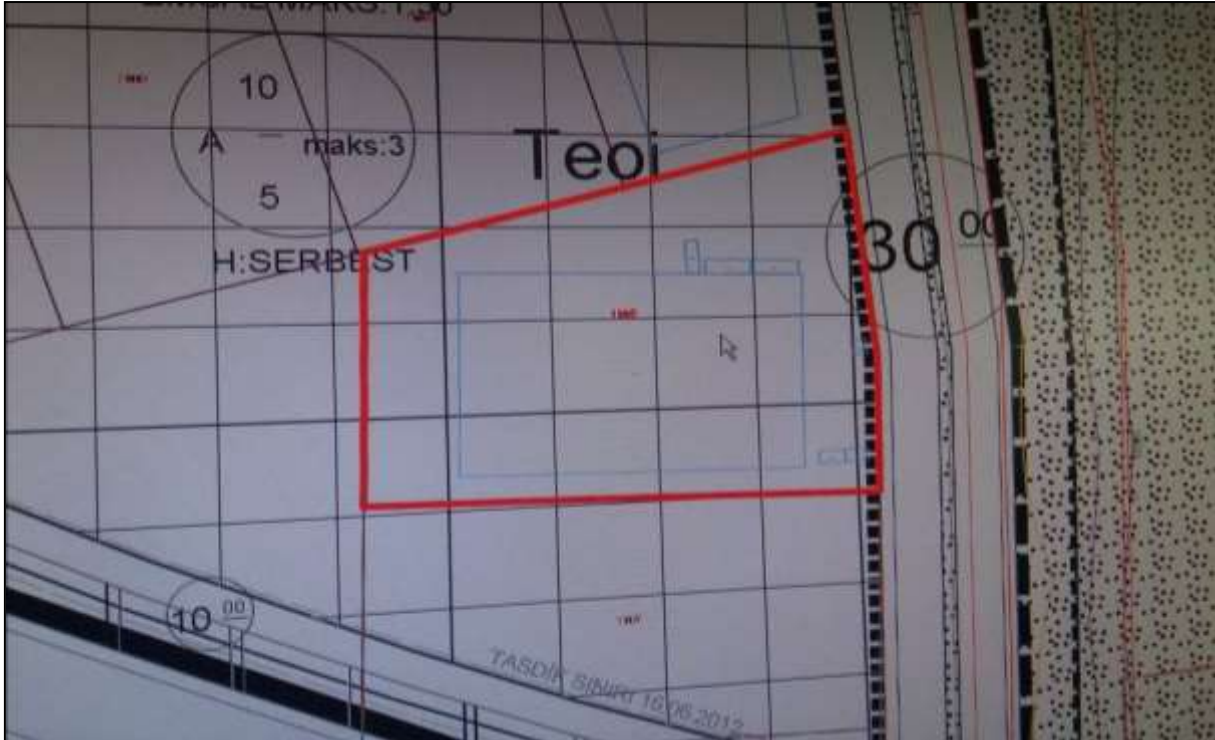 10
A
maks:3
5
H:SERBEST
Teoi
30 00
10 00
TASDİK SINIRI 16.06.2012